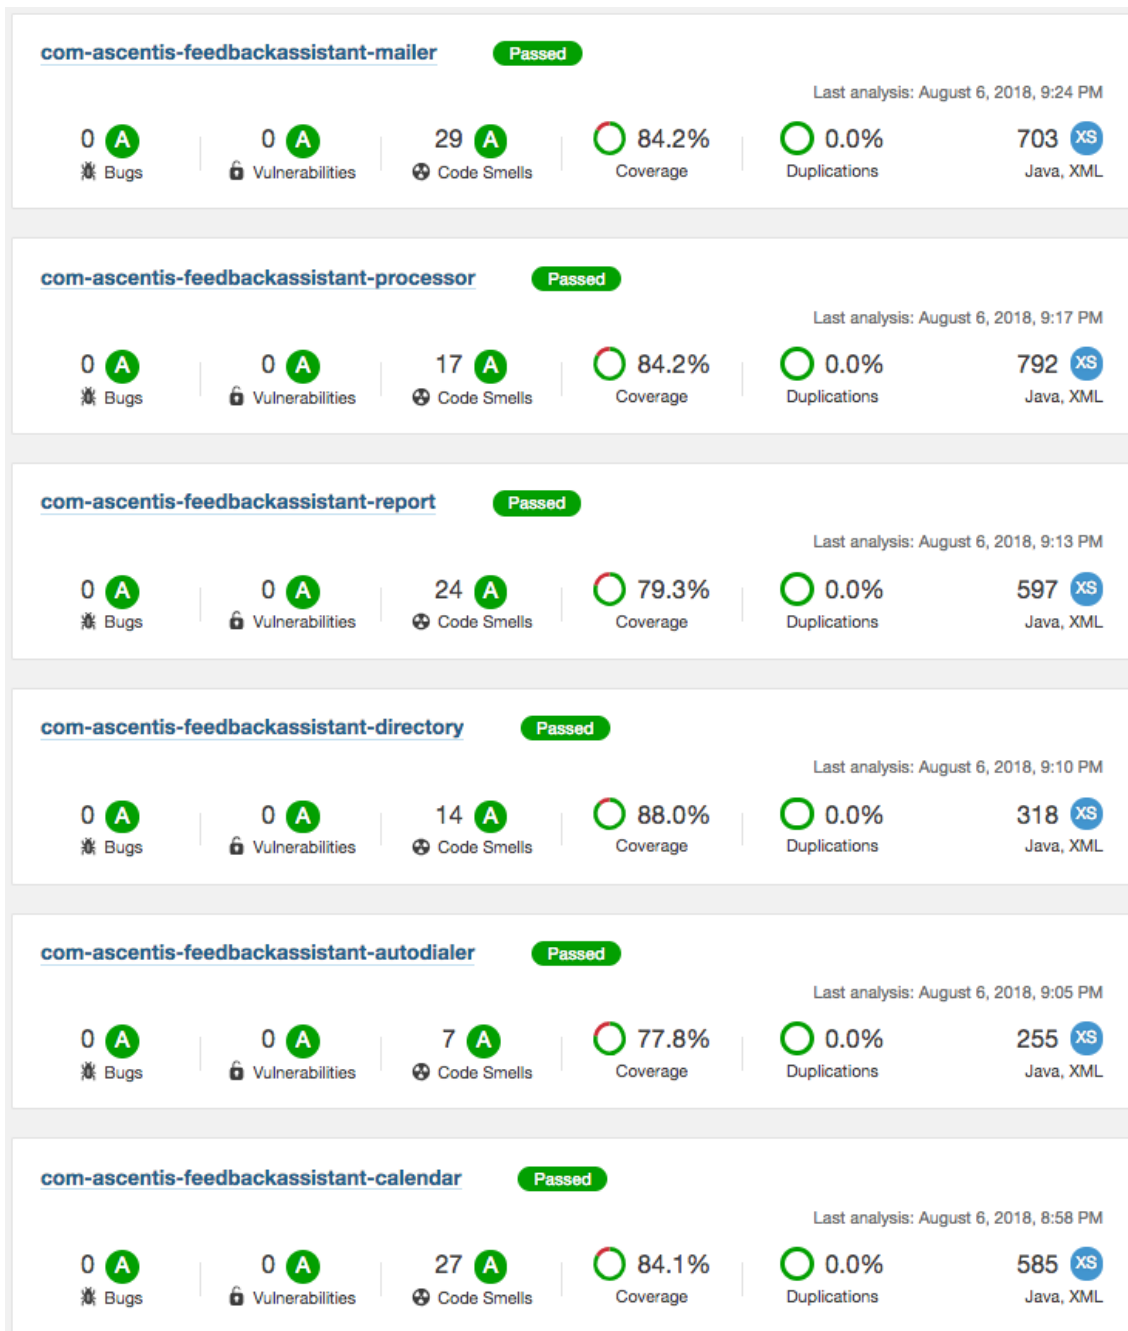 com-ascentis-feedbackassistant-mailer Passed
Last analysis: August 6, 2018, 9:24 PM
0 A 0 A 29 A 84.2% 0.0% 703 XS
Bugs Vulnerabilities Code Smells Coverage Duplications Java, XML
com-ascentis-feedbackassistant-processor Passed
Last analysis: August 6, 2018, 9:17 PM
0 A 0 A 17 A 84.2% 0.0% 792 XS
Bugs Vulnerabilities Code Smells Coverage Duplications Java, XML
com-ascentis-feedbackassistant-report Passed
Last analysis: August 6, 2018, 9:13 PM
0 A 0 A 24 A 79.3% 0.0% 597 XS
Bugs Vulnerabilities Code Smells Coverage Duplications Java, XML
com-ascentis-feedbackassistant-directory Passed
Last analysis: August 6, 2018, 9:10 PM
0 A 0 A 14 A 88.0% 0.0% 318 XS
Bugs Vulnerabilities Code Smells Coverage Duplications Java, XML
com-ascentis-feedbackassistant-autodialer Passed
Last analysis: August 6, 2018, 9:05 PM
0 A 0 A 7 A 77.8% 0.0% 255 XS
Bugs Vulnerabilities Code Smells Coverage Duplications Java, XML
com-ascentis-feedbackassistant-calendar Passed
Last analysis: August 6, 2018, 8:58 PM
0 A 0 A 27 A 84.1% 0.0% 585 XS
Bugs Vulnerabilities Code Smells Coverage Duplications Java, XML